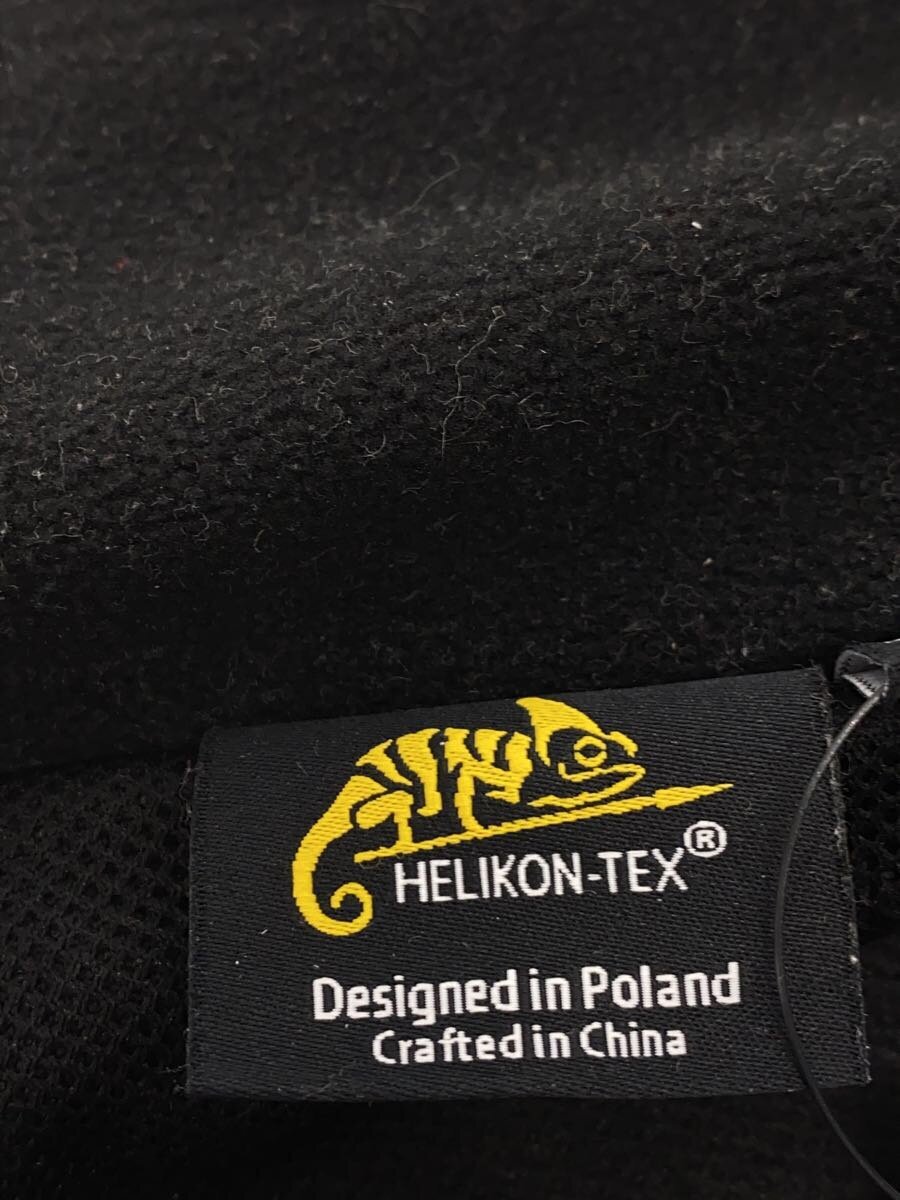 HELIKON-TEX®
Designed in Poland
Crafted in China